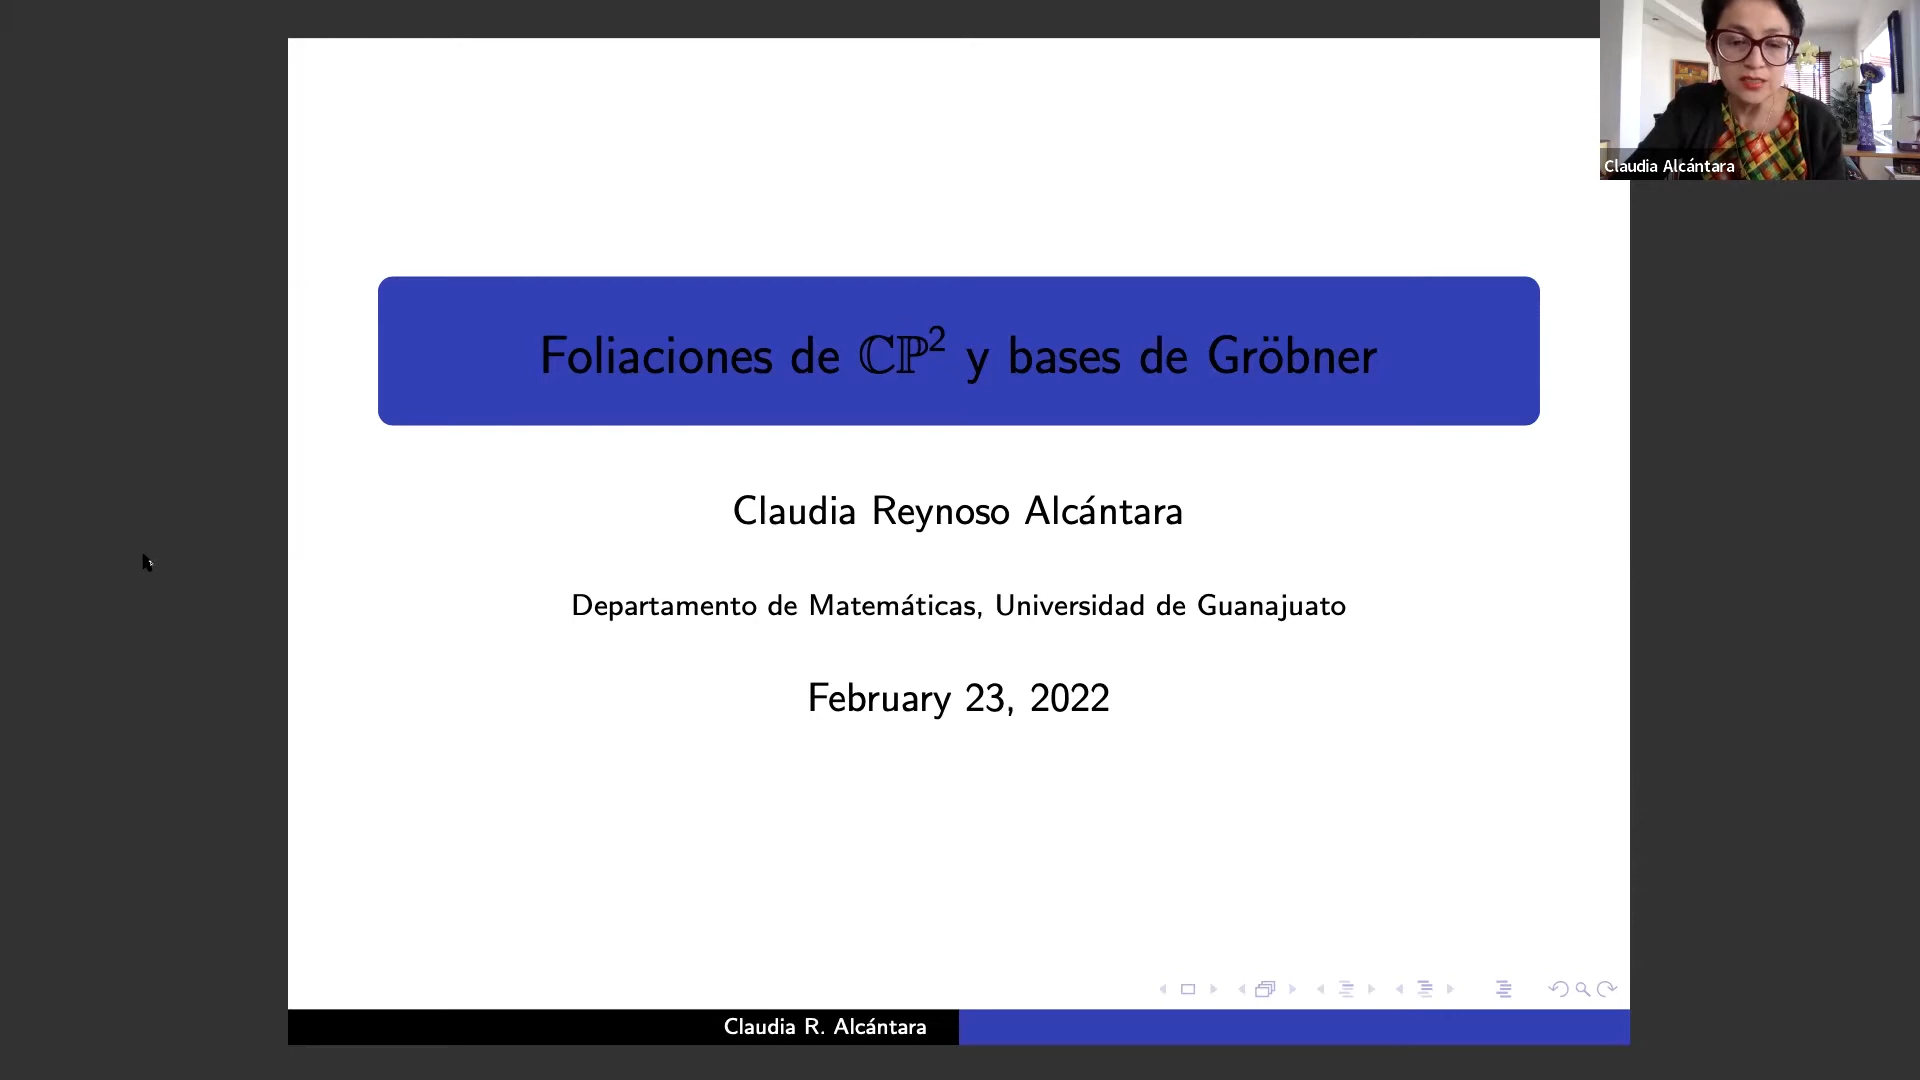 Claudia Alcántara
Foliaciones de ℂℙ² y bases de Gröbner
Claudia Reynoso Alcántara
Departamento de Matemáticas, Universidad de Guanajuato
February 23, 2022
Claudia R. Alcántara